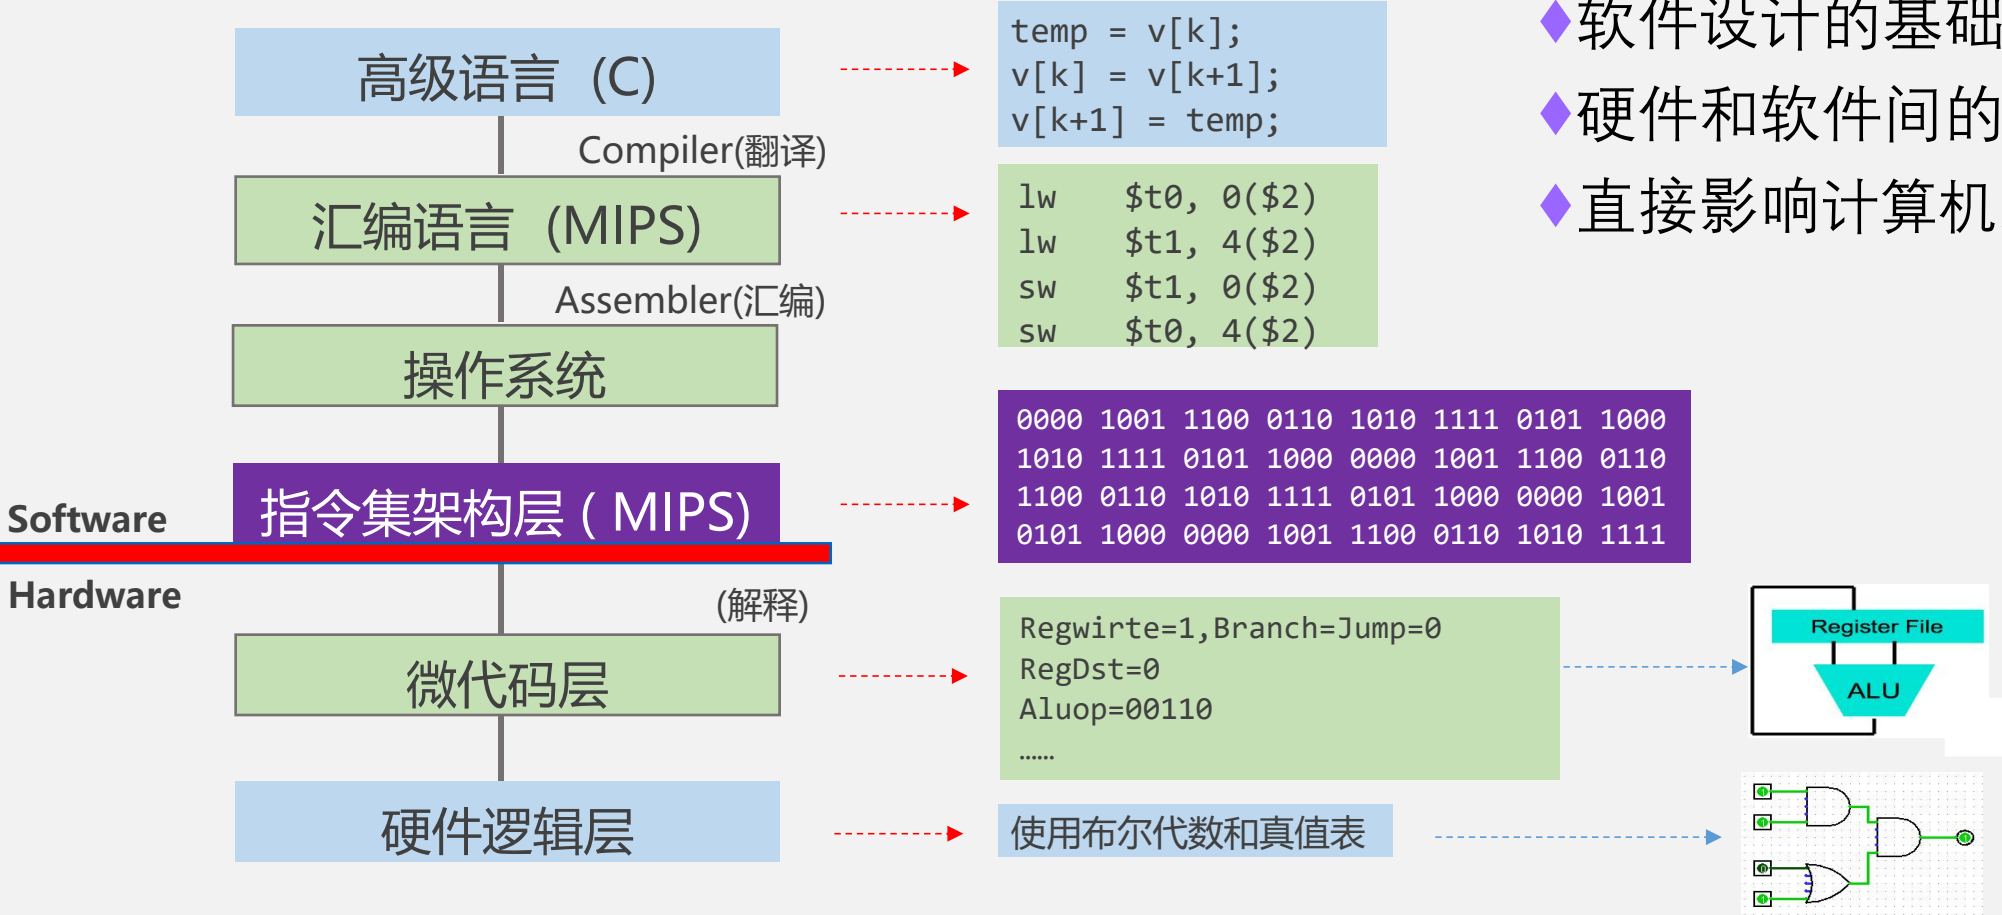 高级语言 (C)
Compiler(翻译)
汇编语言 (MIPS)
Assembler(汇编)
操作系统
指令集架构层 ( MIPS)
Software
Hardware
(解释)
微代码层
硬件逻辑层
temp = v[k];
v[k] = v[k+1];
v[k+1] = temp;
lw $t0, 0($2)
lw $t1, 4($2)
sw $t1, 0($2)
sw $t0, 4($2)
0000 1001 1100 0110 1010 1111 0101 1000
1010 1111 0101 1000 0000 1001 1100 0110
1100 0110 1010 1111 0101 1000 0000 1001
0101 1000 0000 1001 1100 0110 1010 1111
Regwirte=1,Branch=Jump=0
RegDst=0
Aluop=00110
……
使用布尔代数和真值表
软件设计的基础
硬件和软件间的
直接影响计算机
Register File
ALU